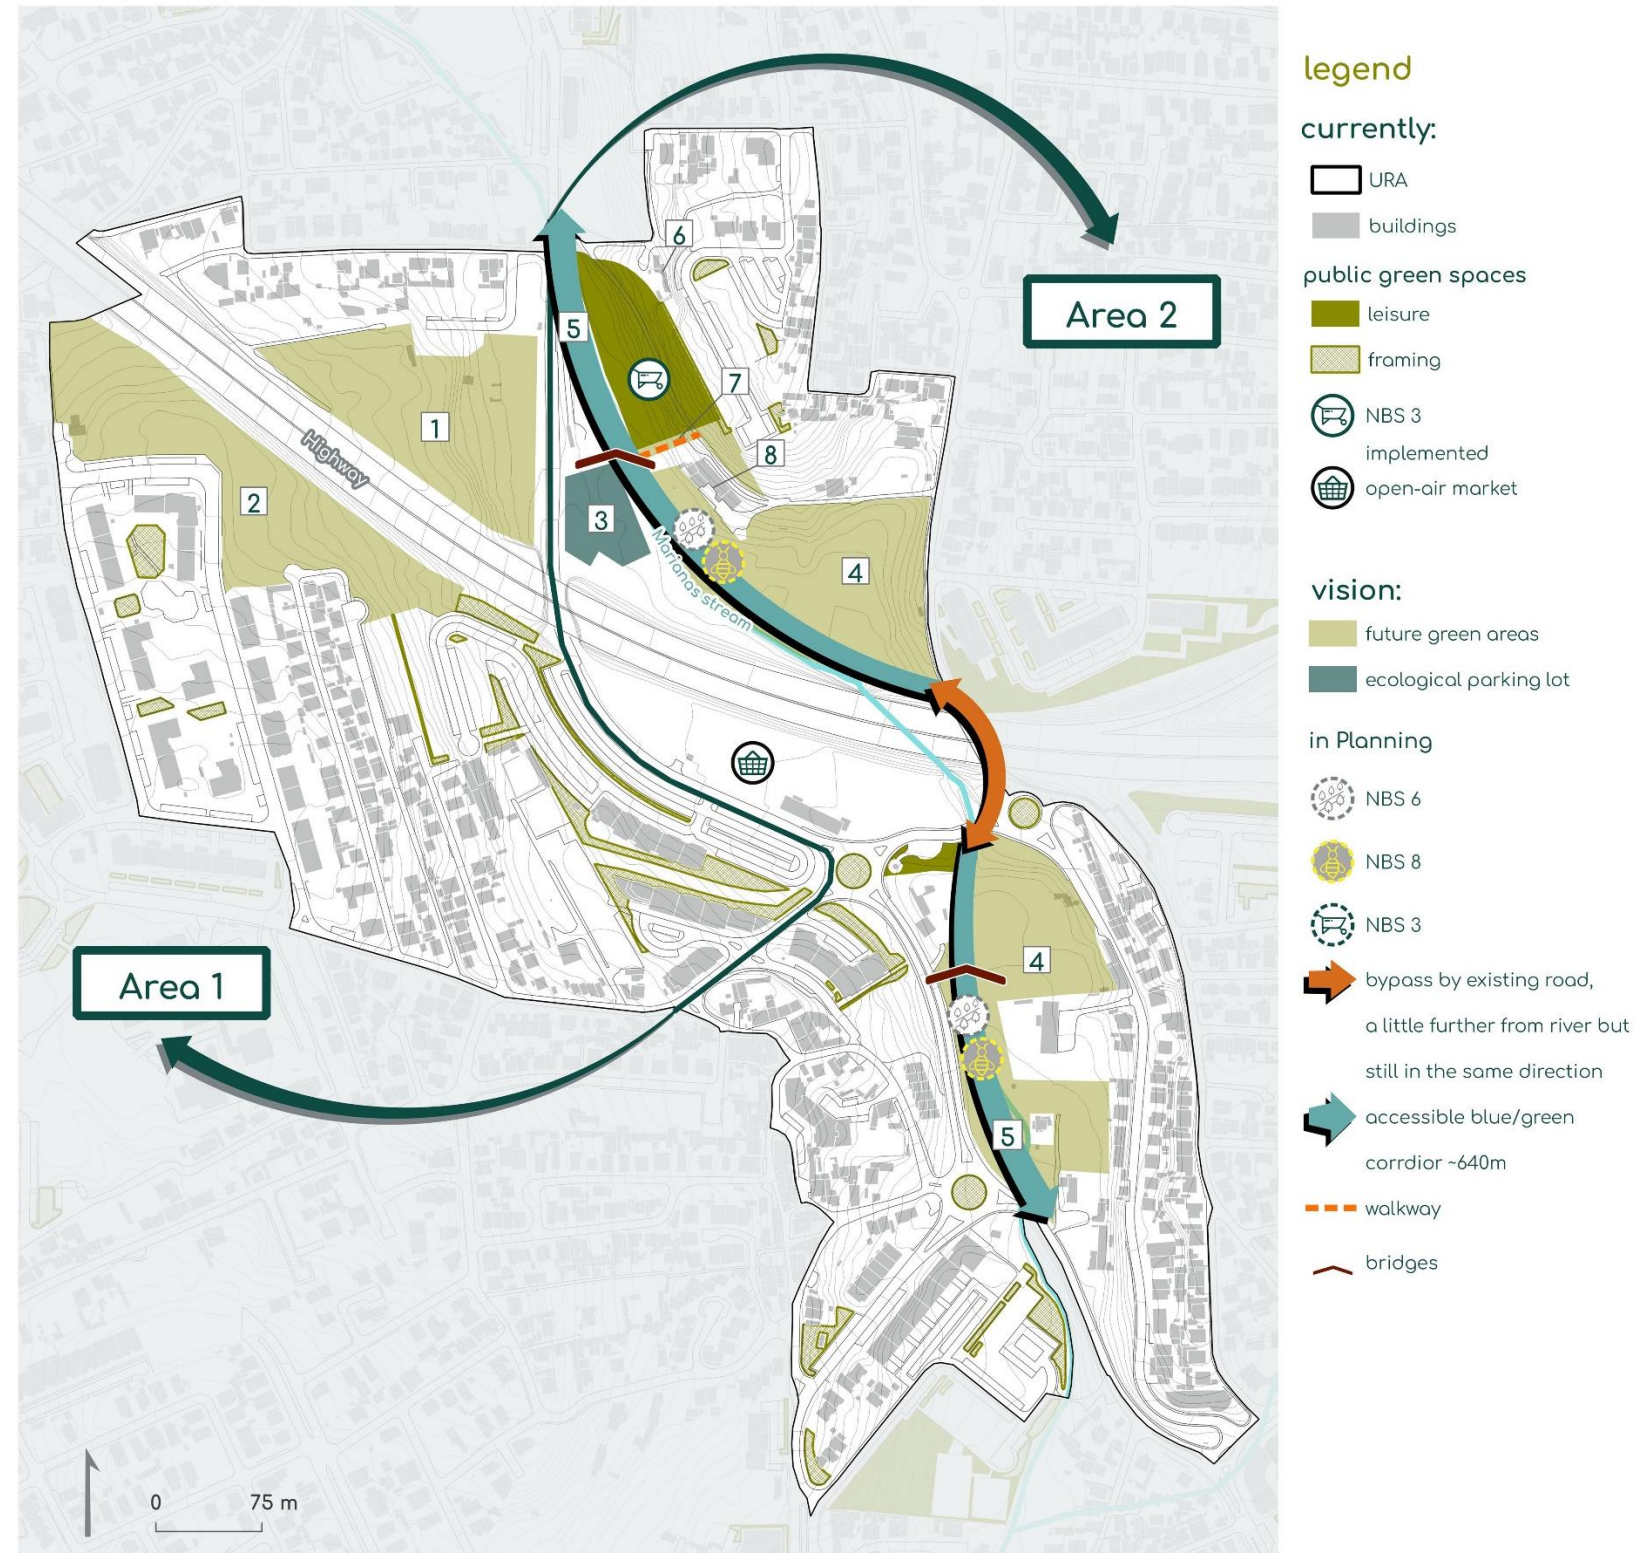 6
5
Area 2
7
1
Highway
8
2
3
4
Marianas stream
Area 1
4
5
0 75 m
legend
currently:
URA
buildings
public green spaces
leisure
framing
NBS 3
implemented
open-air market
vision:
future green areas
ecological parking lot
in Planning
NBS 6
NBS 8
NBS 3
bypass by existing road,
a little further from river but
still in the same direction
accessible blue/green
corrdior ~640m
walkway
bridges